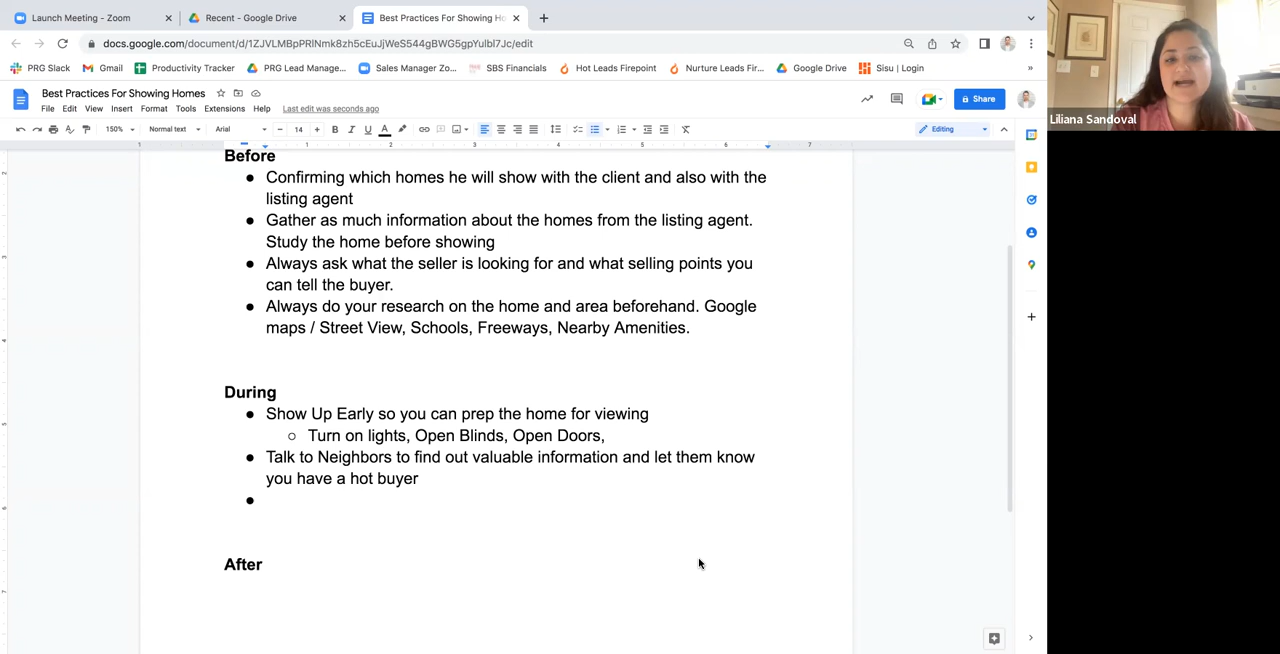 Launch Meeting - Zoom
Recent - Google Drive
Best Practices For Showing Ho
docs.google.com/document/d/1ZJVLMBpPRlNmk8zh5cEuJjWeS544gBWG5gpYulbl7Jc/edit
PRG Slack
Gmail
Productivity Tracker
PRG Lead Manage...
Sales Manager Zo...
SBS Financials
Hot Leads Firepoint
Nurture Leads Fir...
Google Drive
Sisu | Login
»
Best Practices For Showing Homes
File Edit View Insert Format Tools Extensions Help Last edit was seconds ago
Share
150% Normal text Arial - 14 + B I U A
Editing
1 1 2 3 4 5 6 7
Before
● Confirming which homes he will show with the client and also with the
listing agent
● Gather as much information about the homes from the listing agent.
Study the home before showing
● Always ask what the seller is looking for and what selling points you
can tell the buyer.
● Always do your research on the home and area beforehand. Google
maps / Street View, Schools, Freeways, Nearby Amenities.
During
● Show Up Early so you can prep the home for viewing
○ Turn on lights, Open Blinds, Open Doors,
● Talk to Neighbors to find out valuable information and let them know
you have a hot buyer
●
After
Liliana Sandoval